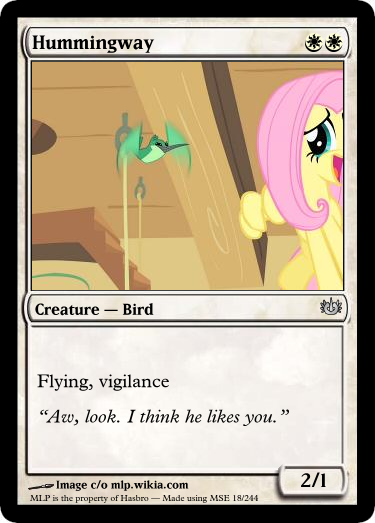 Hummingway
Creature — Bird
Flying, vigilance
“Aw, look. I think he likes you.”
2/1
Image c/o mlp.wikia.com
MLP is the property of Hasbro — Made using MSE 18/244